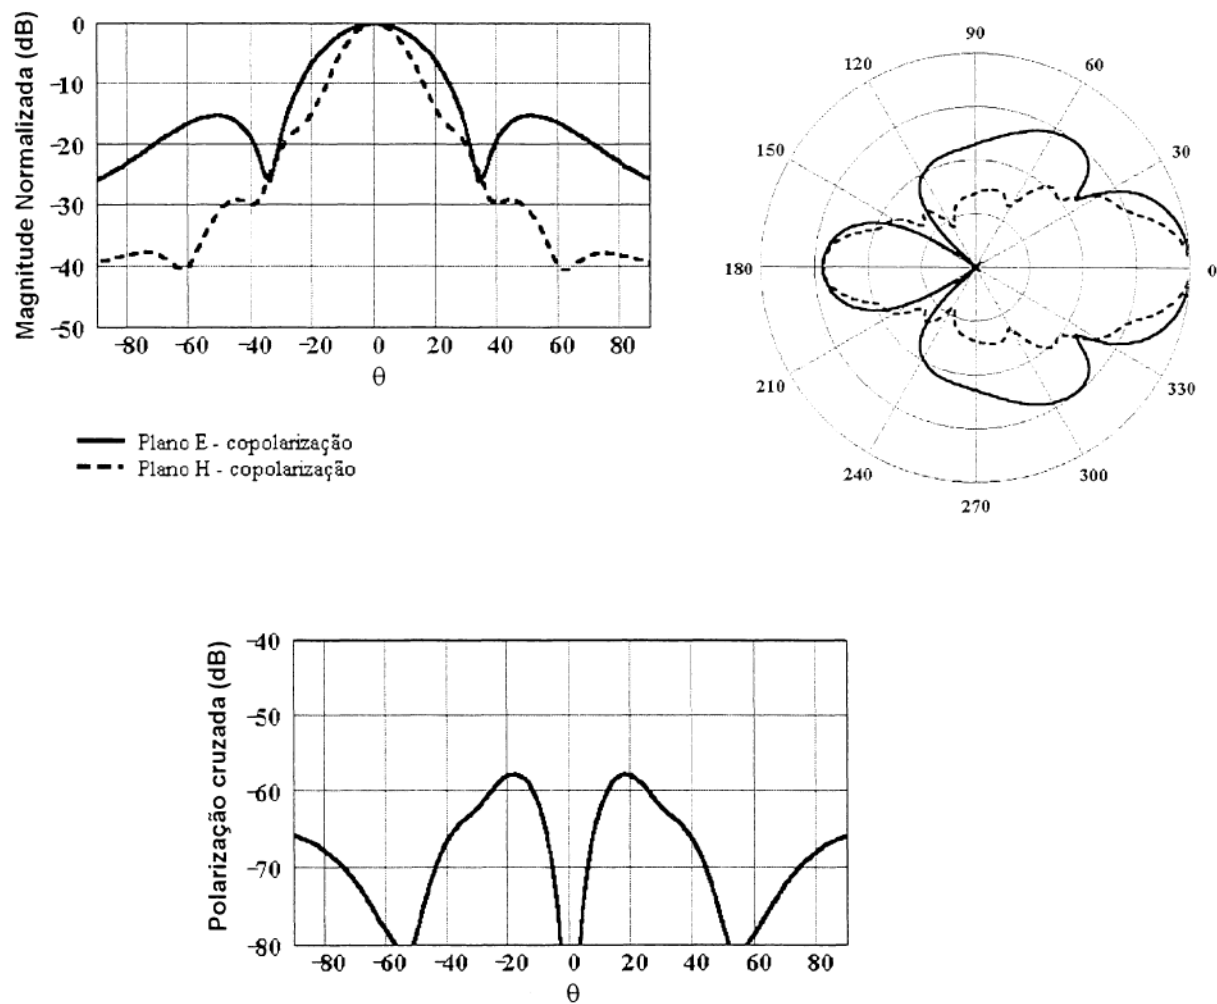 Magnitude Normalizada (dB)
0
−10
−20
−30
−40
−50
−80 −60 −40 −20 0 20 40 60 80
θ
Plano E - copolarização
Plano H - copolarização
90
120 60
150 30
180 0
210 330
240 300
270
Polarização cruzada (dB)
−40
−50
−60
−70
−80
−80 −60 −40 −20 0 20 40 60 80
θ